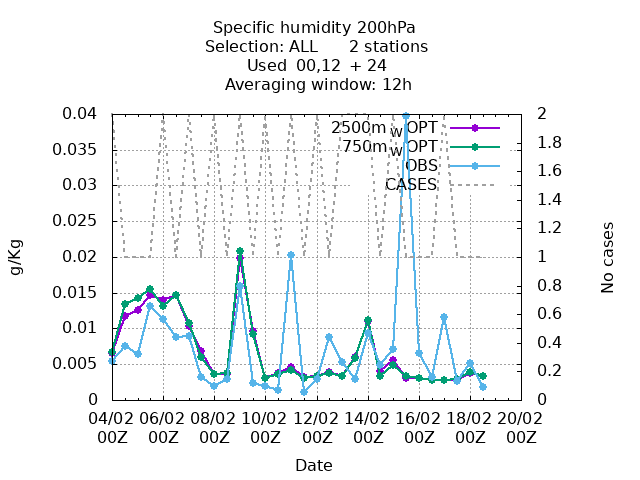 Specific humidity 200hPa
Selection: ALL 2 stations
Used 00,12 + 24
Averaging window: 12h
0.04 2
2500m w OPT
0.035 1.8
750m w OPT
OBS
0.03 1.6
CASES
1.4
0.025 1.2
0.02 1
0.015 0.8
0.01 0.6
0.4
0.005 0.2
0 0
04/02 06/02 08/02 10/02 12/02 14/02 16/02 18/02 20/02
00Z 00Z 00Z 00Z 00Z 00Z 00Z 00Z 00Z
Date
g/Kg
No cases